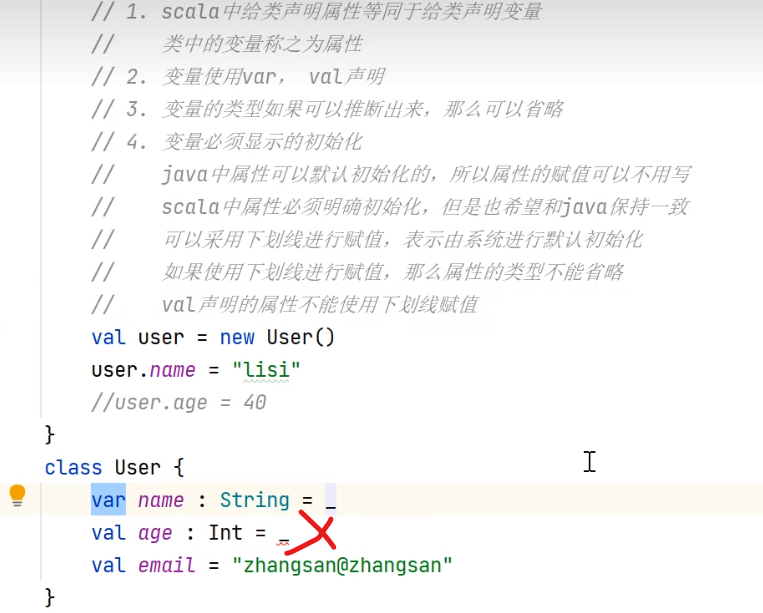 // 1. scala中给类声明属性等同于给类声明变量
//    类中的变量称之为属性
// 2. 变量使用var， val声明
// 3. 变量的类型如果可以推断出来，那么可以省略
// 4. 变量必须显示的初始化
//    java中属性可以默认初始化的，所以属性的赋值可以不用写
//    scala中属性必须明确初始化，但是也希望和java保持一致
//    可以采用下划线进行赋值，表示由系统进行默认初始化
//    如果使用下划线进行赋值，那么属性的类型不能省略
//    val声明的属性不能使用下划线赋值
val user = new User()
user.name = "lisi"
//user.age = 40
}
class User {
var name : String = _
val age : Int = _
val email = "zhangsan@zhangsan"
}